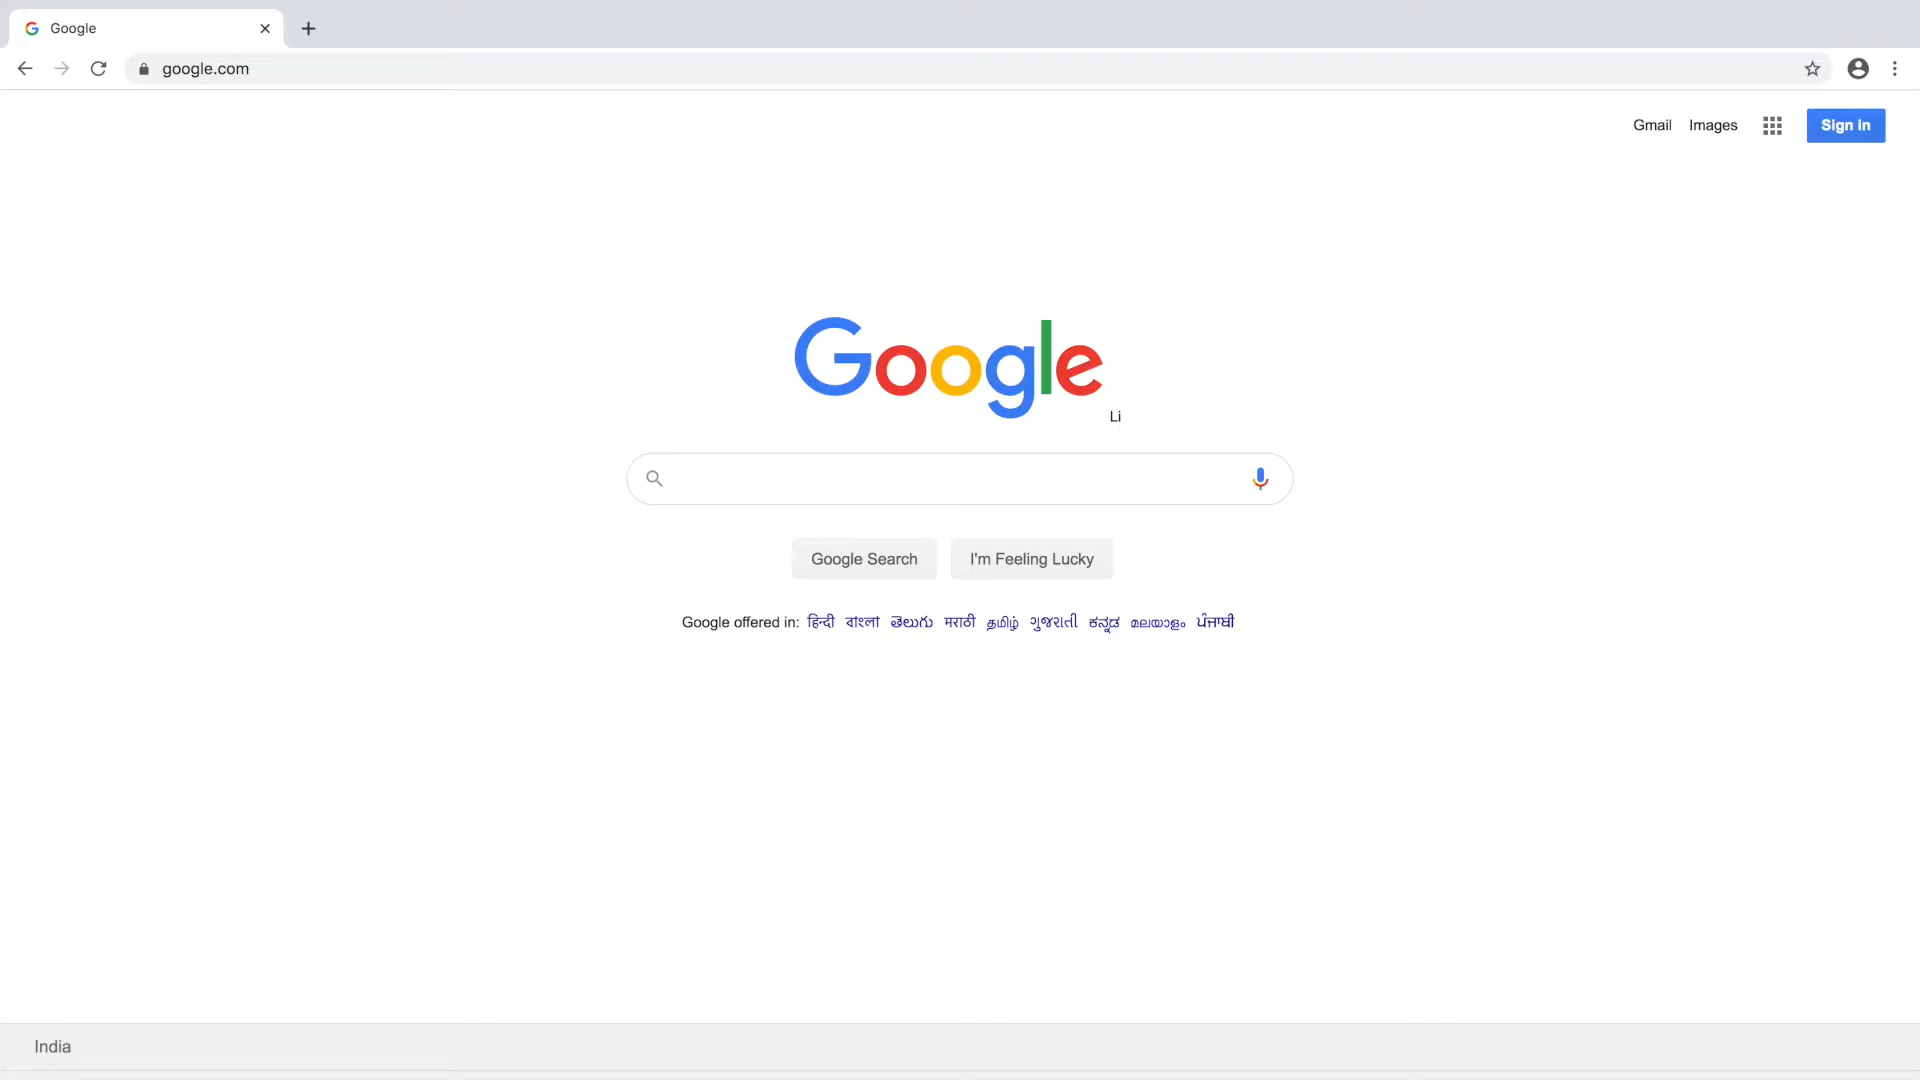 Google
google.com
Gmail Images Sign in
Google
Li
Google Search I'm Feeling Lucky
Google offered in: हिन्दी বাংলা తెలుగు मराठी தமிழ் ગુજરાતી ಕನ್ನಡ മലയാളം ਪੰਜਾਬੀ
India